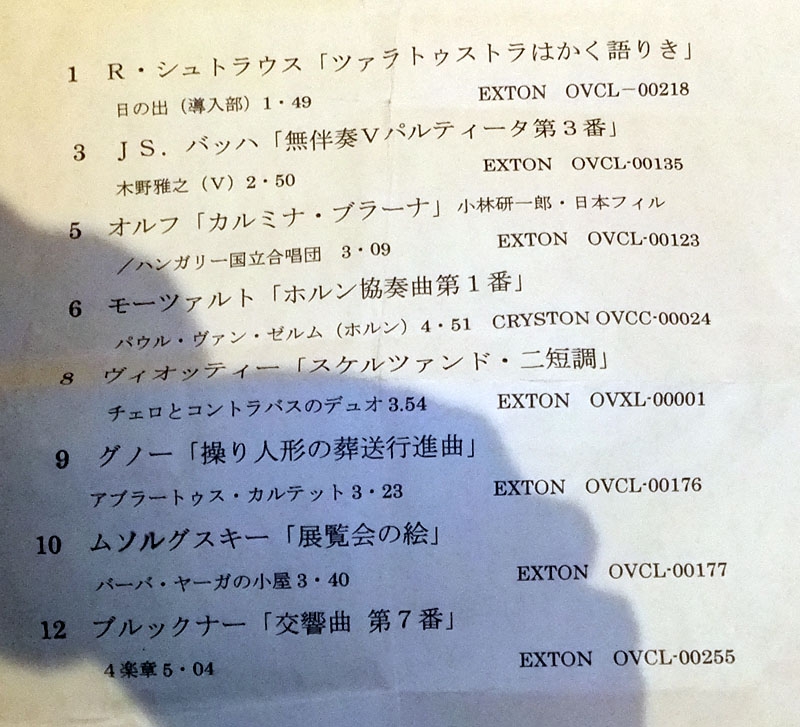 1 R・シュトラウス「ツァラトゥストラはかく語りき」
日の出（導入部）1・49 EXTON OVCL－00218
3 J S．バッハ「無伴奏Vパルティータ第３番」
木野雅之（V）2・50 EXTON OVCL-00135
5 オルフ「カルミナ・ブラーナ」小林研一郎・日本フィル
／ハンガリー国立合唱団 3・09 EXTON OVCL-00123
6 モーツァルト「ホルン協奏曲第１番」
パウル・ヴァン・ゼルム（ホルン）4・51 CRYSTON OVCC-00024
8 ヴィオッティー「スケルツァンド・二短調」
チェロとコントラバスのデュオ3.54 EXTON OVXL-00001
9 グノー「操り人形の葬送行進曲」
アブラートゥス・カルテット3・23 EXTON OVCL-00176
10 ムソルグスキー「展覧会の絵」
バーバ・ヤーガの小屋3・40 EXTON OVCL-00177
12 ブルックナー「交響曲 第７番」
4楽章5・04 EXTON OVCL-00255